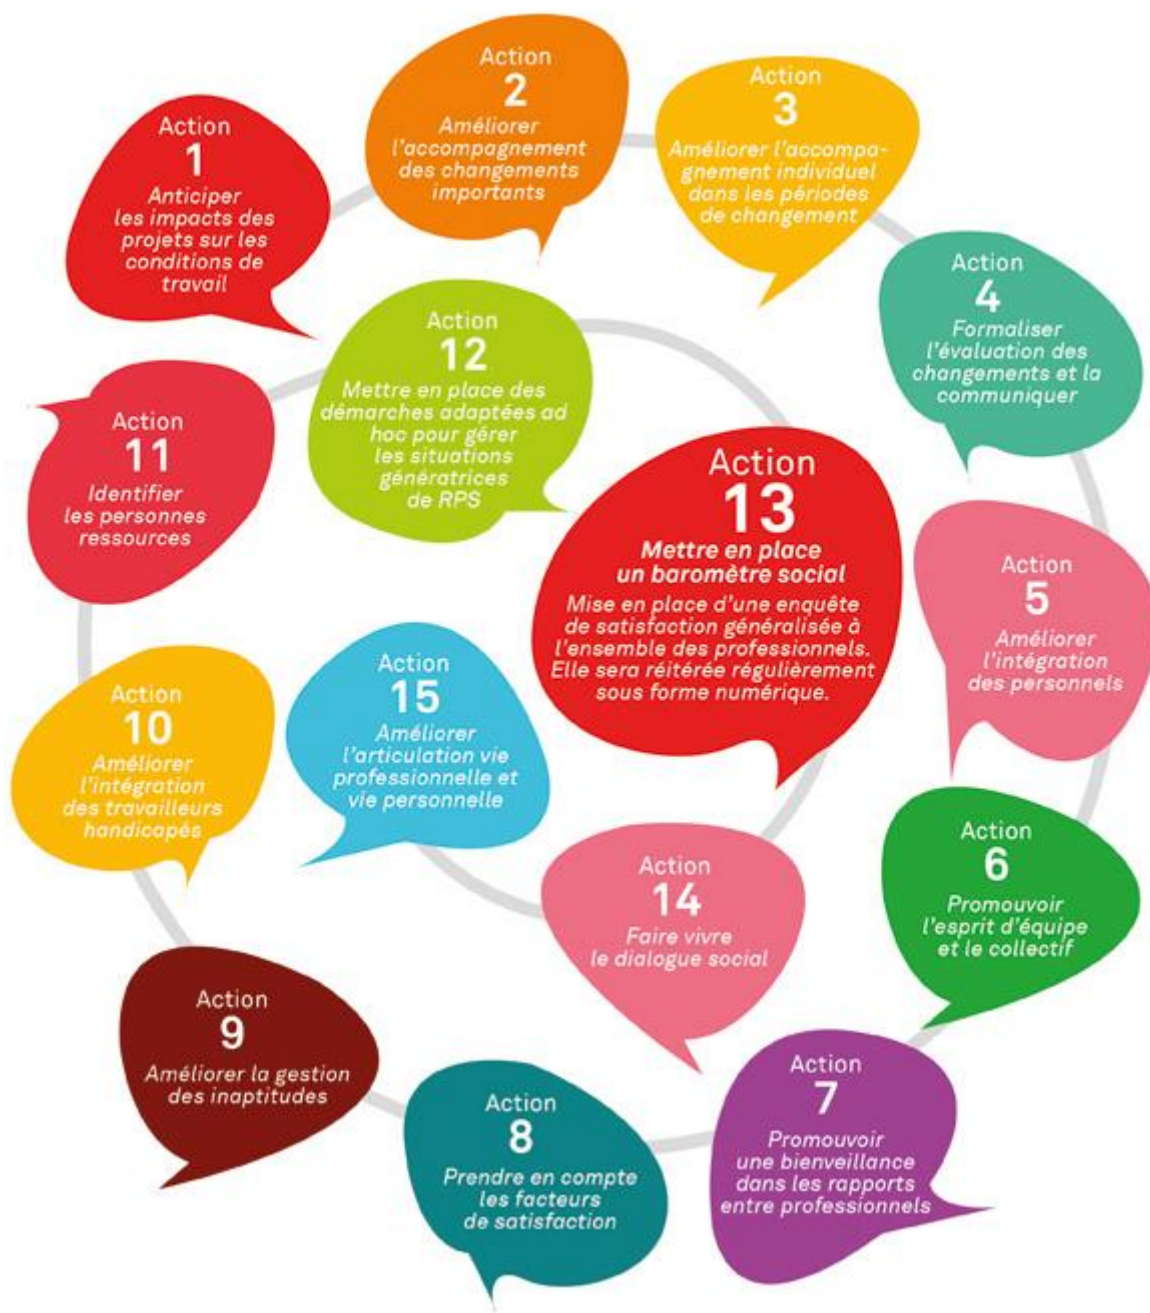 Action
1
Anticiper
les impacts des
projets sur les
conditions de
travail
Action
2
Améliorer
l'accompagnement
des changements
importants
Action
3
Améliorer l'accompa-
gnement individuel
dans les périodes
de changement
Action
4
Formaliser
l'évaluation des
changements et la
communiquer
Action
5
Améliorer
l'intégration
des personnels
Action
6
Promouvoir
l'esprit d'équipe
et le collectif
Action
7
Promouvoir
une bienveillance
dans les rapports
entre professionnels
Action
8
Prendre en compte
les facteurs
de satisfaction
Action
9
Améliorer la gestion
des inaptitudes
Action
10
Améliorer
l'intégration
des travailleurs
handicapés
Action
11
Identifier
les personnes
ressources
Action
12
Mettre en place des
démarches adaptées ad
hoc pour gérer
les situations
génératrices
de RPS
Action
13
Mettre en place
un baromètre social
Mise en place d'une enquête
de satisfaction généralisée à
l'ensemble des professionnels.
Elle sera réitérée régulièrement
sous forme numérique.
Action
14
Faire vivre
le dialogue social
Action
15
Améliorer
l'articulation vie
professionnelle et
vie personnelle